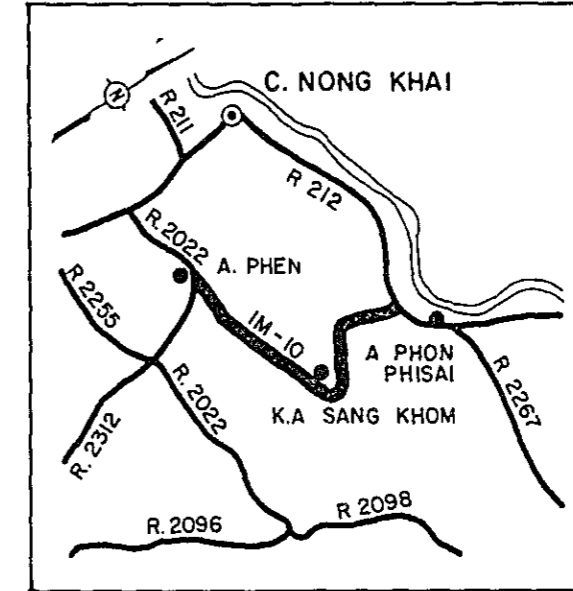 C. NONG KHAI
N
R 211
R 212
R. 2022
A. PHEN
R 2255
IM-10
A PHON
PHISAI
R 2267
K.A SANG KHOM
R. 2312
R. 2022
R. 2096
R 2098